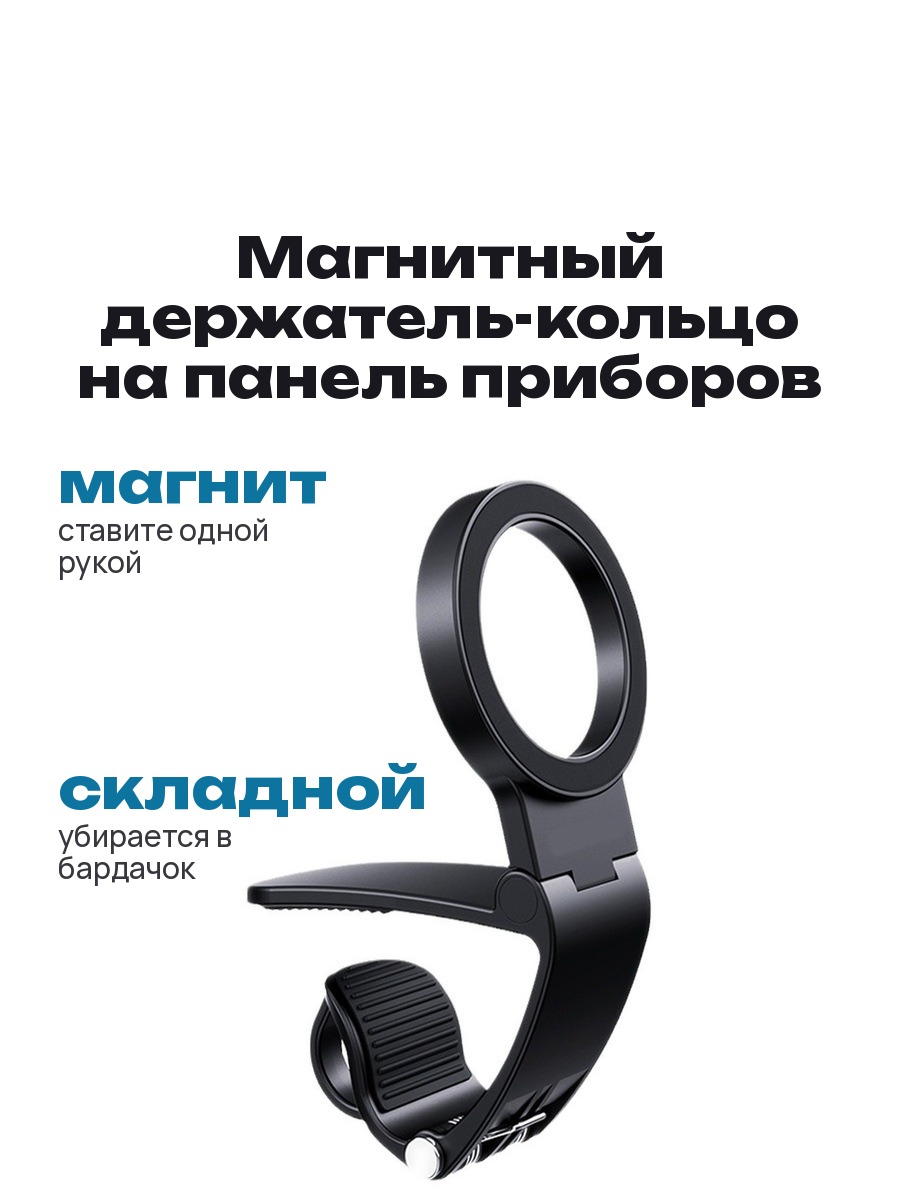 Магнитный
держатель-кольцо
на панель приборов
магнит
ставите одной
рукой
складной
убирается в
бардачок